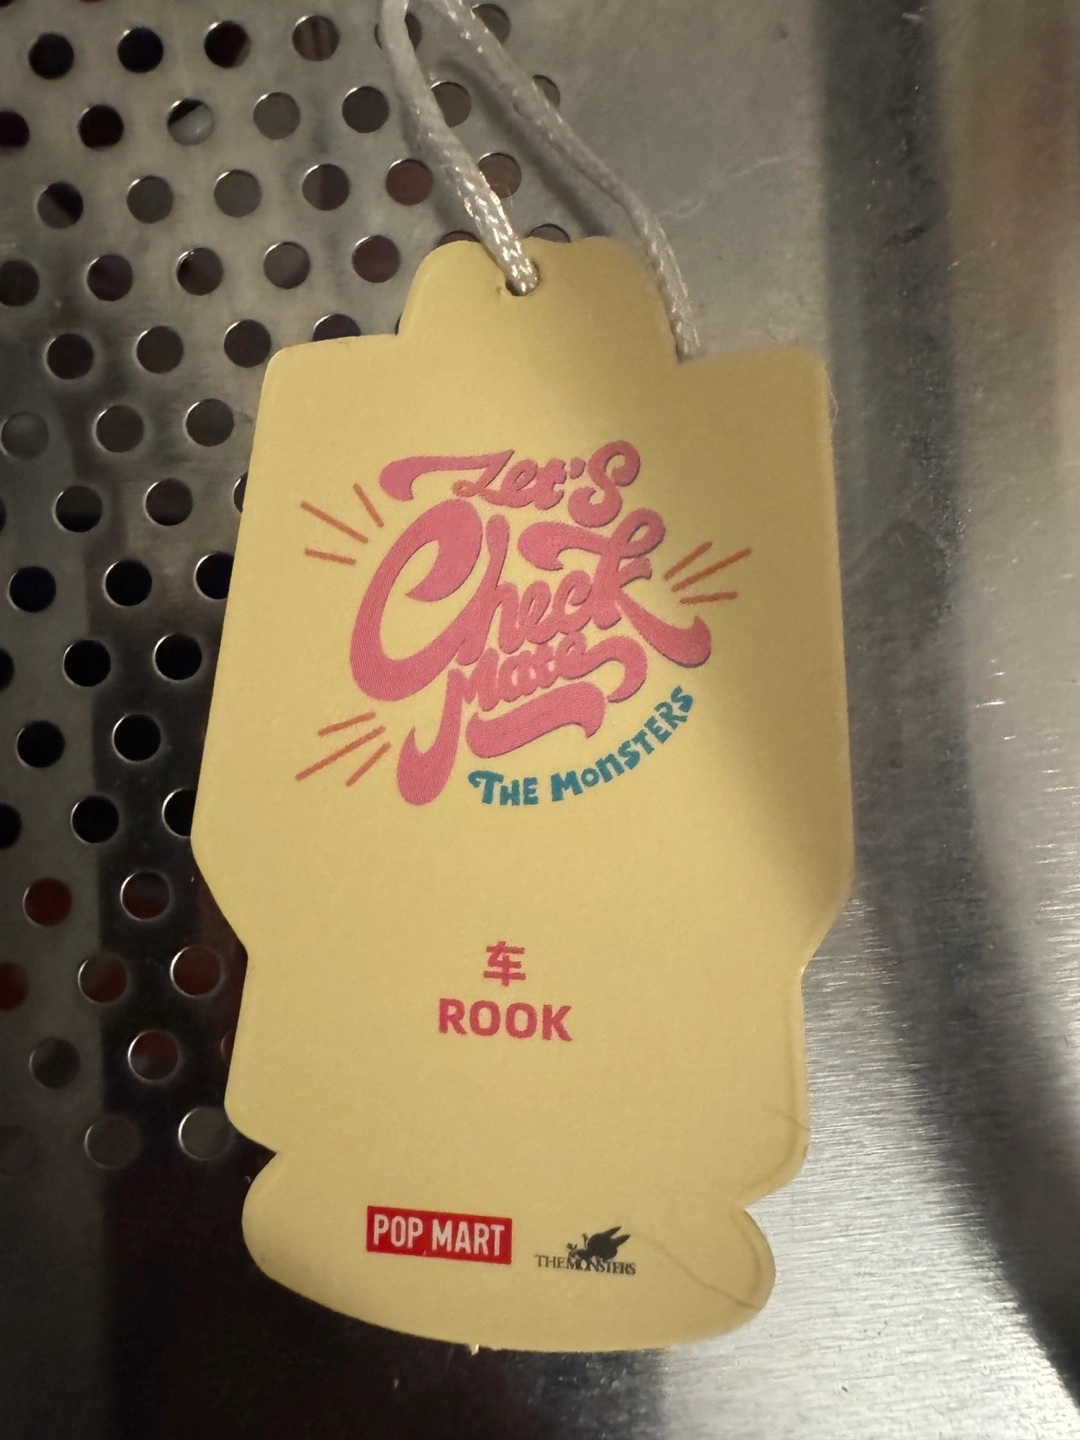 Let's
Check
Mate
THE MONSTERS
车
ROOK
POP MART
THE MONSTERS